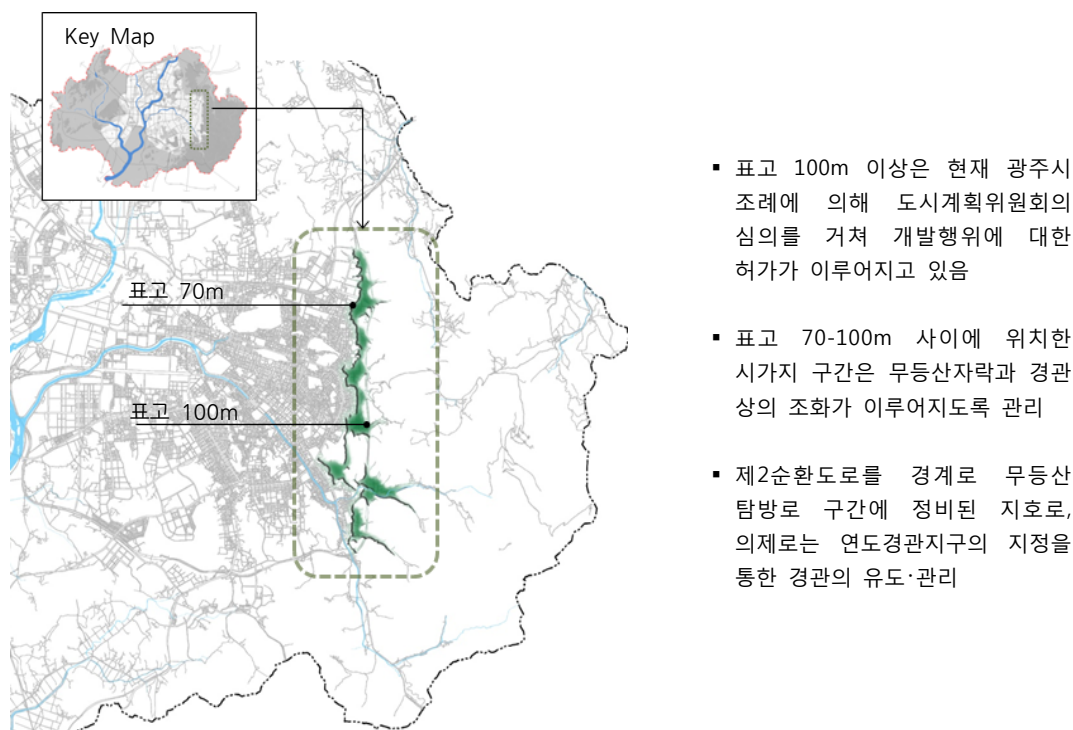 Key Map
표고 70m
표고 100m
▪ 표고 100m 이상은 현재 광주시
조례에 의해 도시계획위원회의
심의를 거쳐 개발행위에 대한
허가가 이루어지고 있음
▪ 표고 70-100m 사이에 위치한
시가지 구간은 무등산자락과 경관
상의 조화가 이루어지도록 관리
▪ 제2순환도로를 경계로 무등산
탐방로 구간에 정비된 지호로,
의제로는 연도경관지구의 지정을
통한 경관의 유도·관리